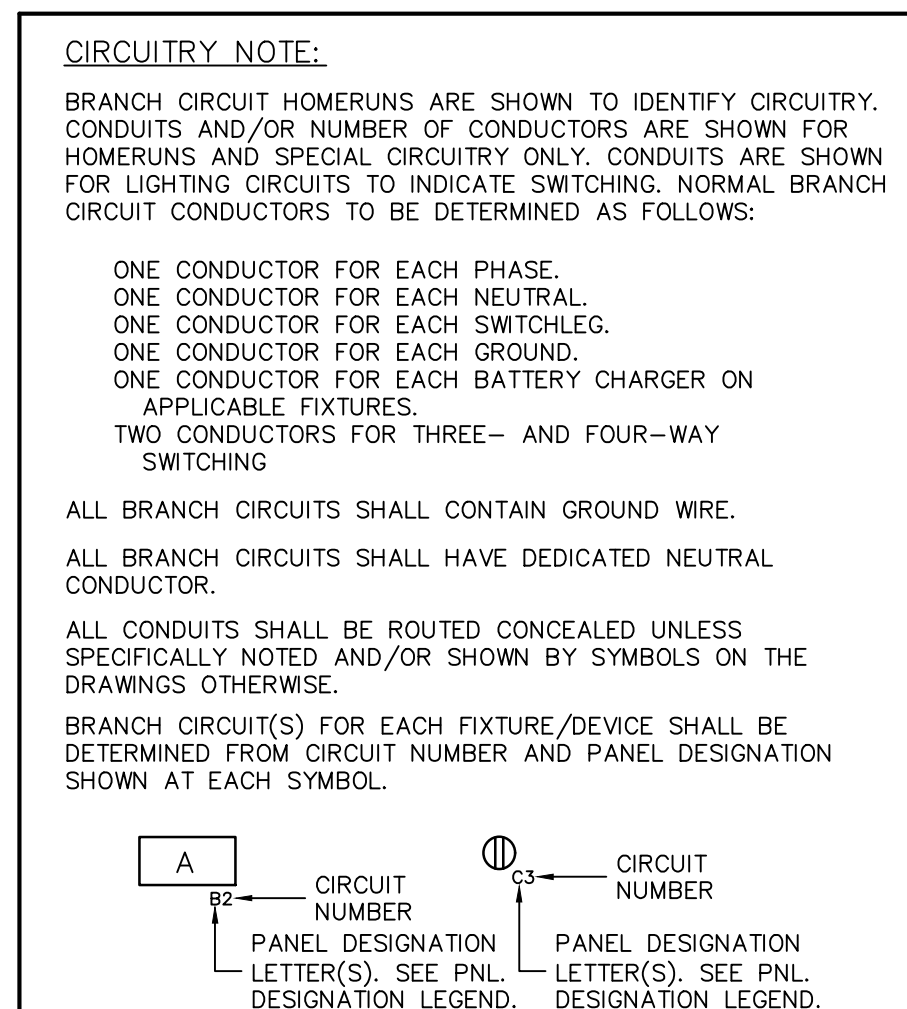 CIRCUITRY NOTE:
BRANCH CIRCUIT HOMERUNS ARE SHOWN TO IDENTIFY CIRCUITRY.
CONDUITS AND/OR NUMBER OF CONDUCTORS ARE SHOWN FOR
HOMERUNS AND SPECIAL CIRCUITRY ONLY. CONDUITS ARE SHOWN
FOR LIGHTING CIRCUITS TO INDICATE SWITCHING. NORMAL BRANCH
CIRCUIT CONDUCTORS TO BE DETERMINED AS FOLLOWS:
ONE CONDUCTOR FOR EACH PHASE.
ONE CONDUCTOR FOR EACH NEUTRAL.
ONE CONDUCTOR FOR EACH SWITCHLEG.
ONE CONDUCTOR FOR EACH GROUND.
ONE CONDUCTOR FOR EACH BATTERY CHARGER ON
APPLICABLE FIXTURES.
TWO CONDUCTORS FOR THREE– AND FOUR–WAY
SWITCHING
ALL BRANCH CIRCUITS SHALL CONTAIN GROUND WIRE.
ALL BRANCH CIRCUITS SHALL HAVE DEDICATED NEUTRAL
CONDUCTOR.
ALL CONDUITS SHALL BE ROUTED CONCEALED UNLESS
SPECIFICALLY NOTED AND/OR SHOWN BY SYMBOLS ON THE
DRAWINGS OTHERWISE.
BRANCH CIRCUIT(S) FOR EACH FIXTURE/DEVICE SHALL BE
DETERMINED FROM CIRCUIT NUMBER AND PANEL DESIGNATION
SHOWN AT EACH SYMBOL.
A
B2
CIRCUIT
NUMBER
PANEL DESIGNATION
LETTER(S). SEE PNL.
DESIGNATION LEGEND.
C3
CIRCUIT
NUMBER
PANEL DESIGNATION
LETTER(S). SEE PNL.
DESIGNATION LEGEND.